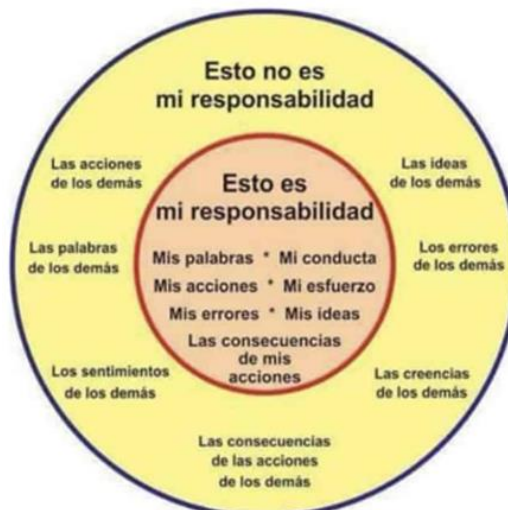 Esto no es
mi responsabilidad
Las acciones
de los demás
Las ideas
de los demás
Esto es
mi responsabilidad
Las palabras
de los demás
Mis palabras * Mi conducta
Mis acciones * Mi esfuerzo
Mis errores * Mis ideas
Las consecuencias
de mis
acciones
Los errores
de los demás
Los sentimientos
de los demás
Las creencias
de los demás
Las consecuencias
de las acciones
de los demás